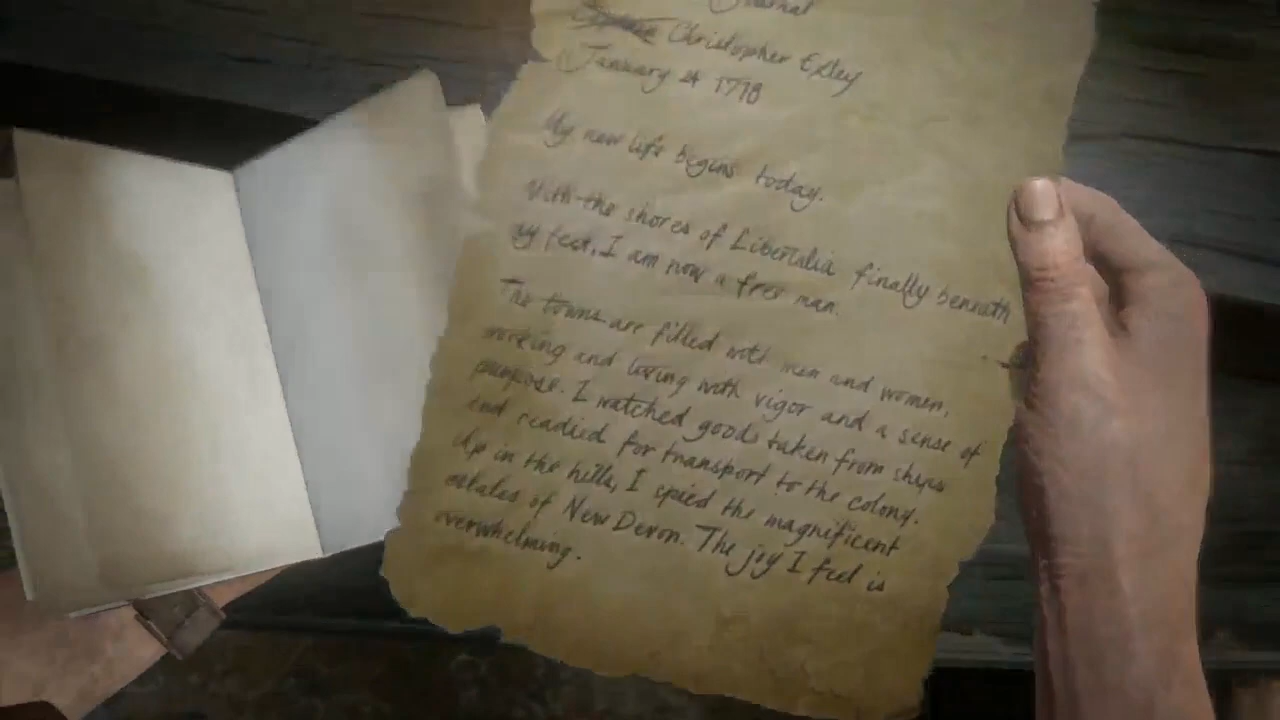 Journal
Christopher Exley
January 24 1718
My new life begins today.
With the shores of Libertalia finally beneath
my feet, I am now a free man.
The towns are filled with men and women,
working and living with vigor and a sense of
purpose. I watched goods taken from ships
and readied for transport to the colony.
Up in the hills, I spied the magnificent
estates of New Devon. The joy I feel is
overwhelming.